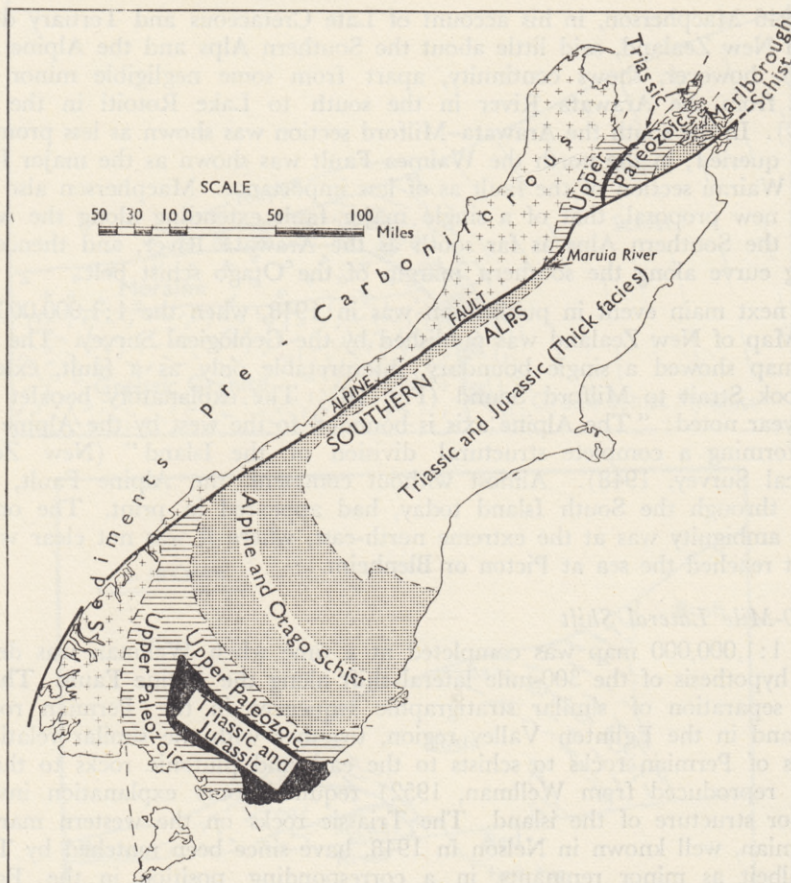 Triassic
Marlborough
Schist
Upper
Paleozoic
SCALE
50 30 10 0 50 100
Miles
Pre - Carboniferous
Sediments
Maruia River
ALPINE FAULT
SOUTHERN ALPS
Triassic and Jurassic (Thick facies)
Alpine and Otago Schist
Upper Paleozoic
Upper Paleozoic
Triassic and
Jurassic